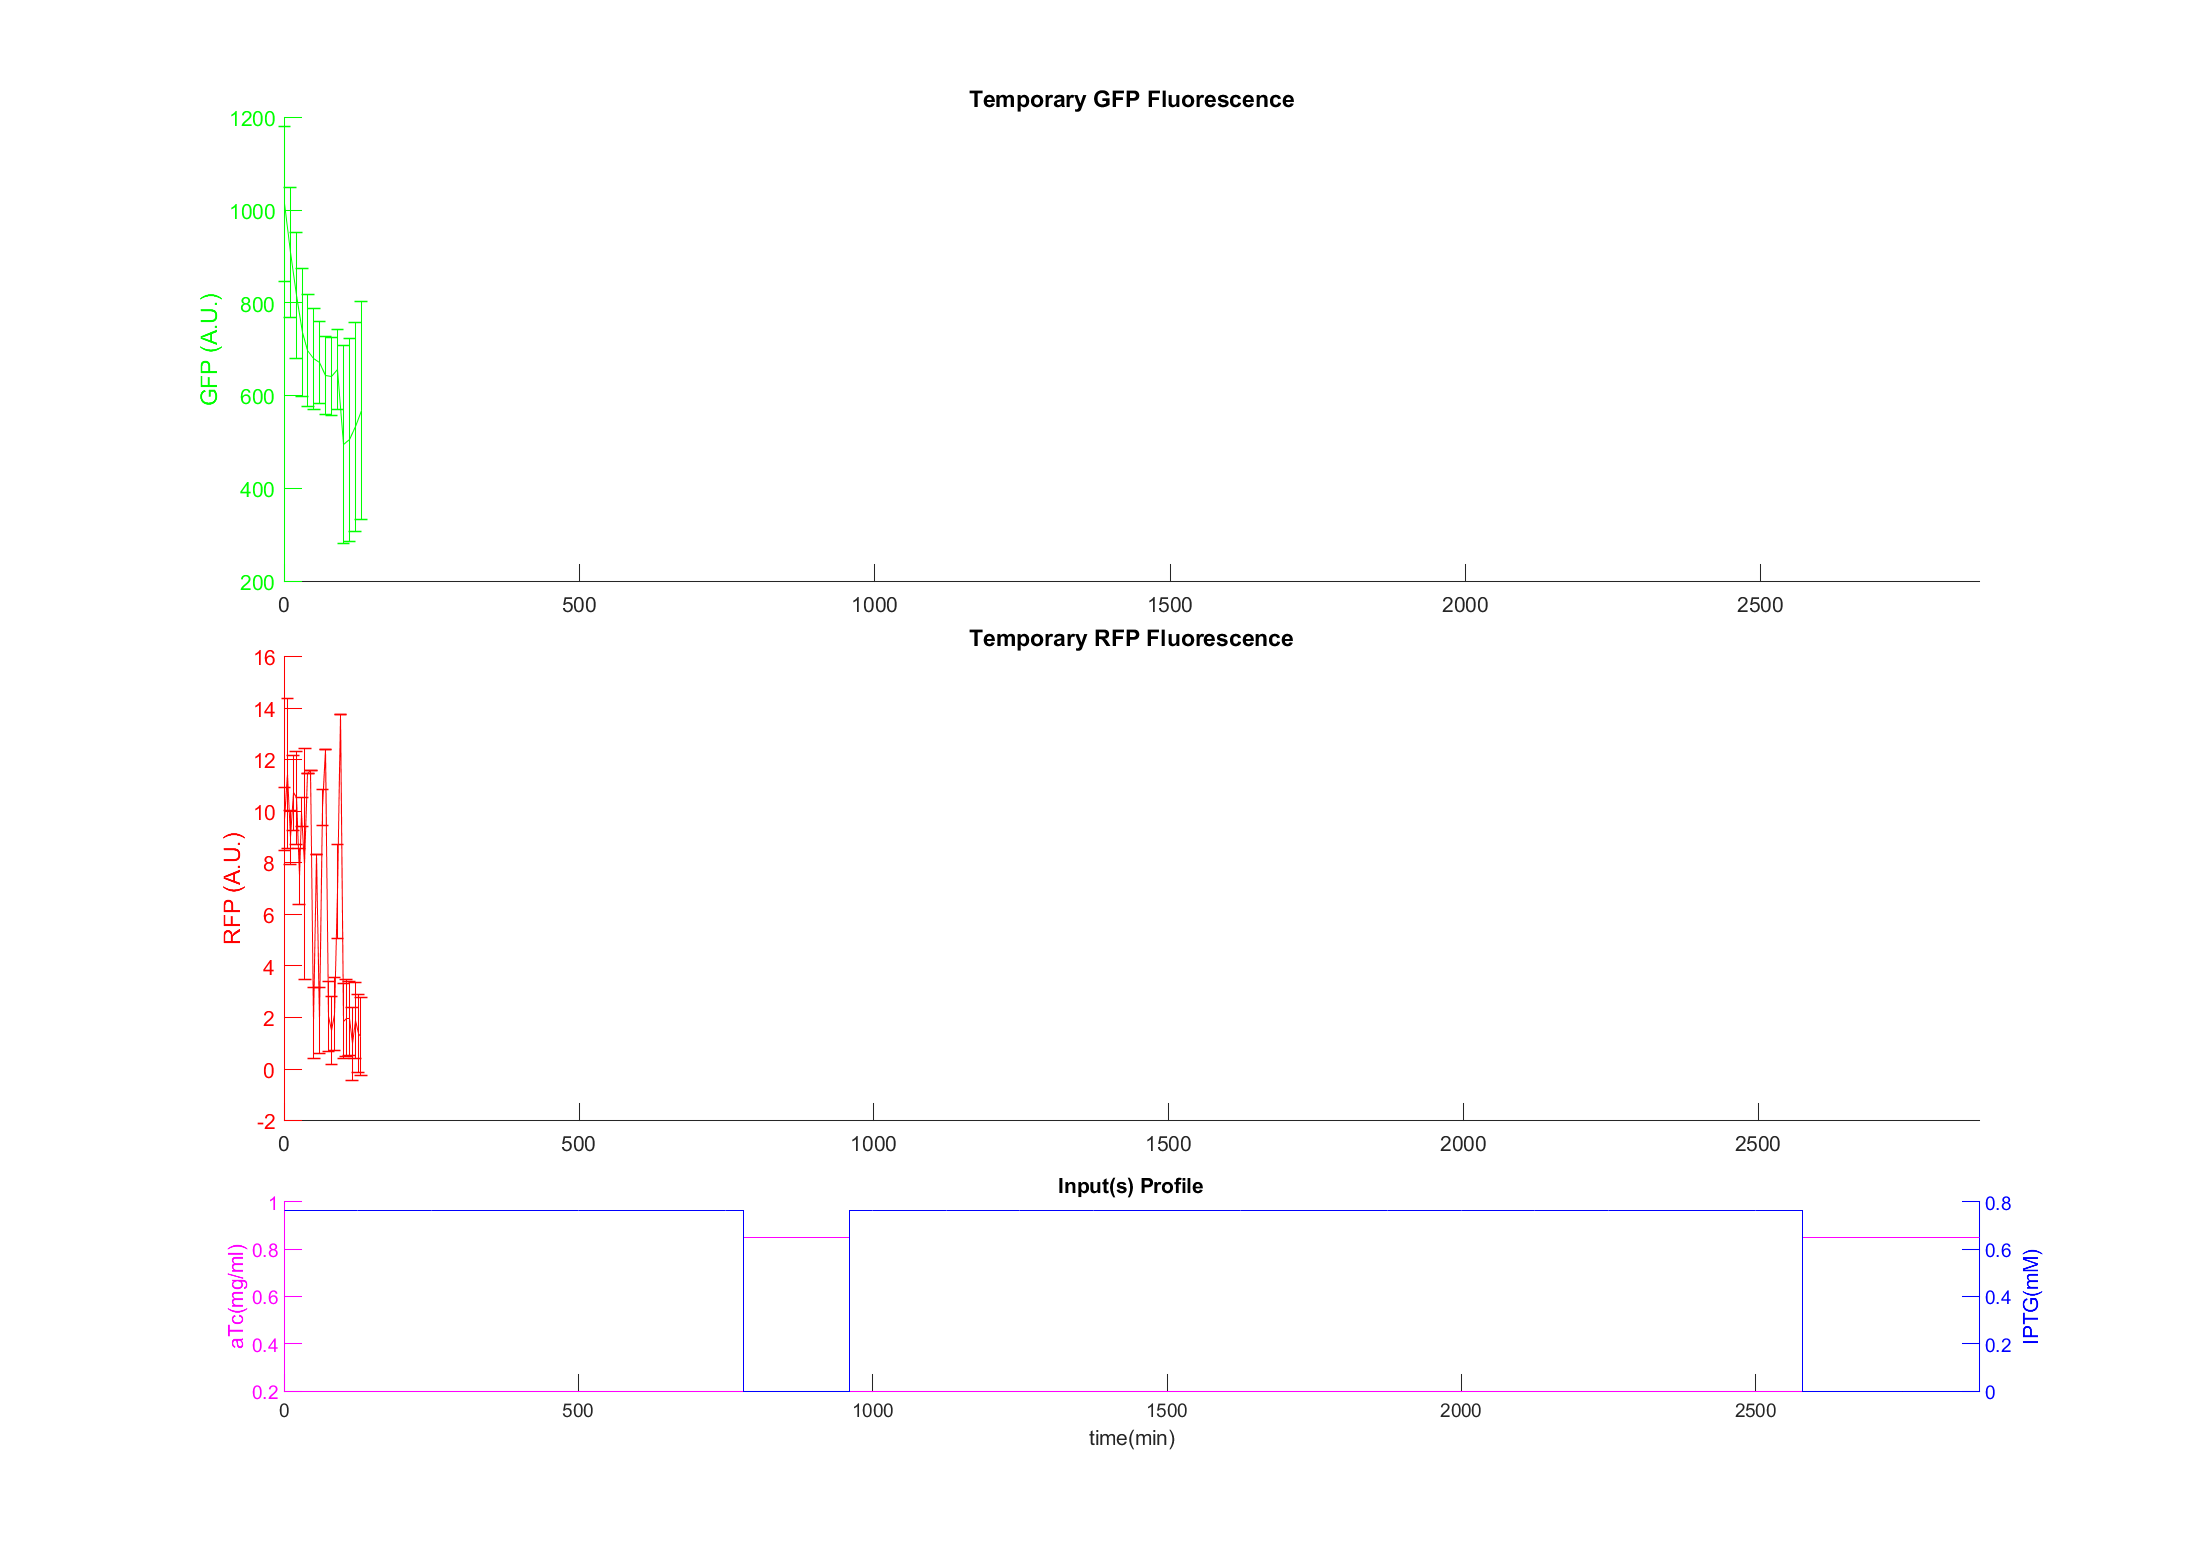 Temporary GFP Fluorescence
1200
1000
800
600
400
200
GFP (A.U.)
0 500 1000 1500 2000 2500
Temporary RFP Fluorescence
16
14
12
10
8
6
4
2
0
-2
RFP (A.U.)
0 500 1000 1500 2000 2500
Input(s) Profile
1
0.8
0.6
0.4
0.2
aTc(mg/ml)
0.8
0.6
0.4
0.2
0
IPTG(mM)
0 500 1000 1500 2000 2500
time(min)